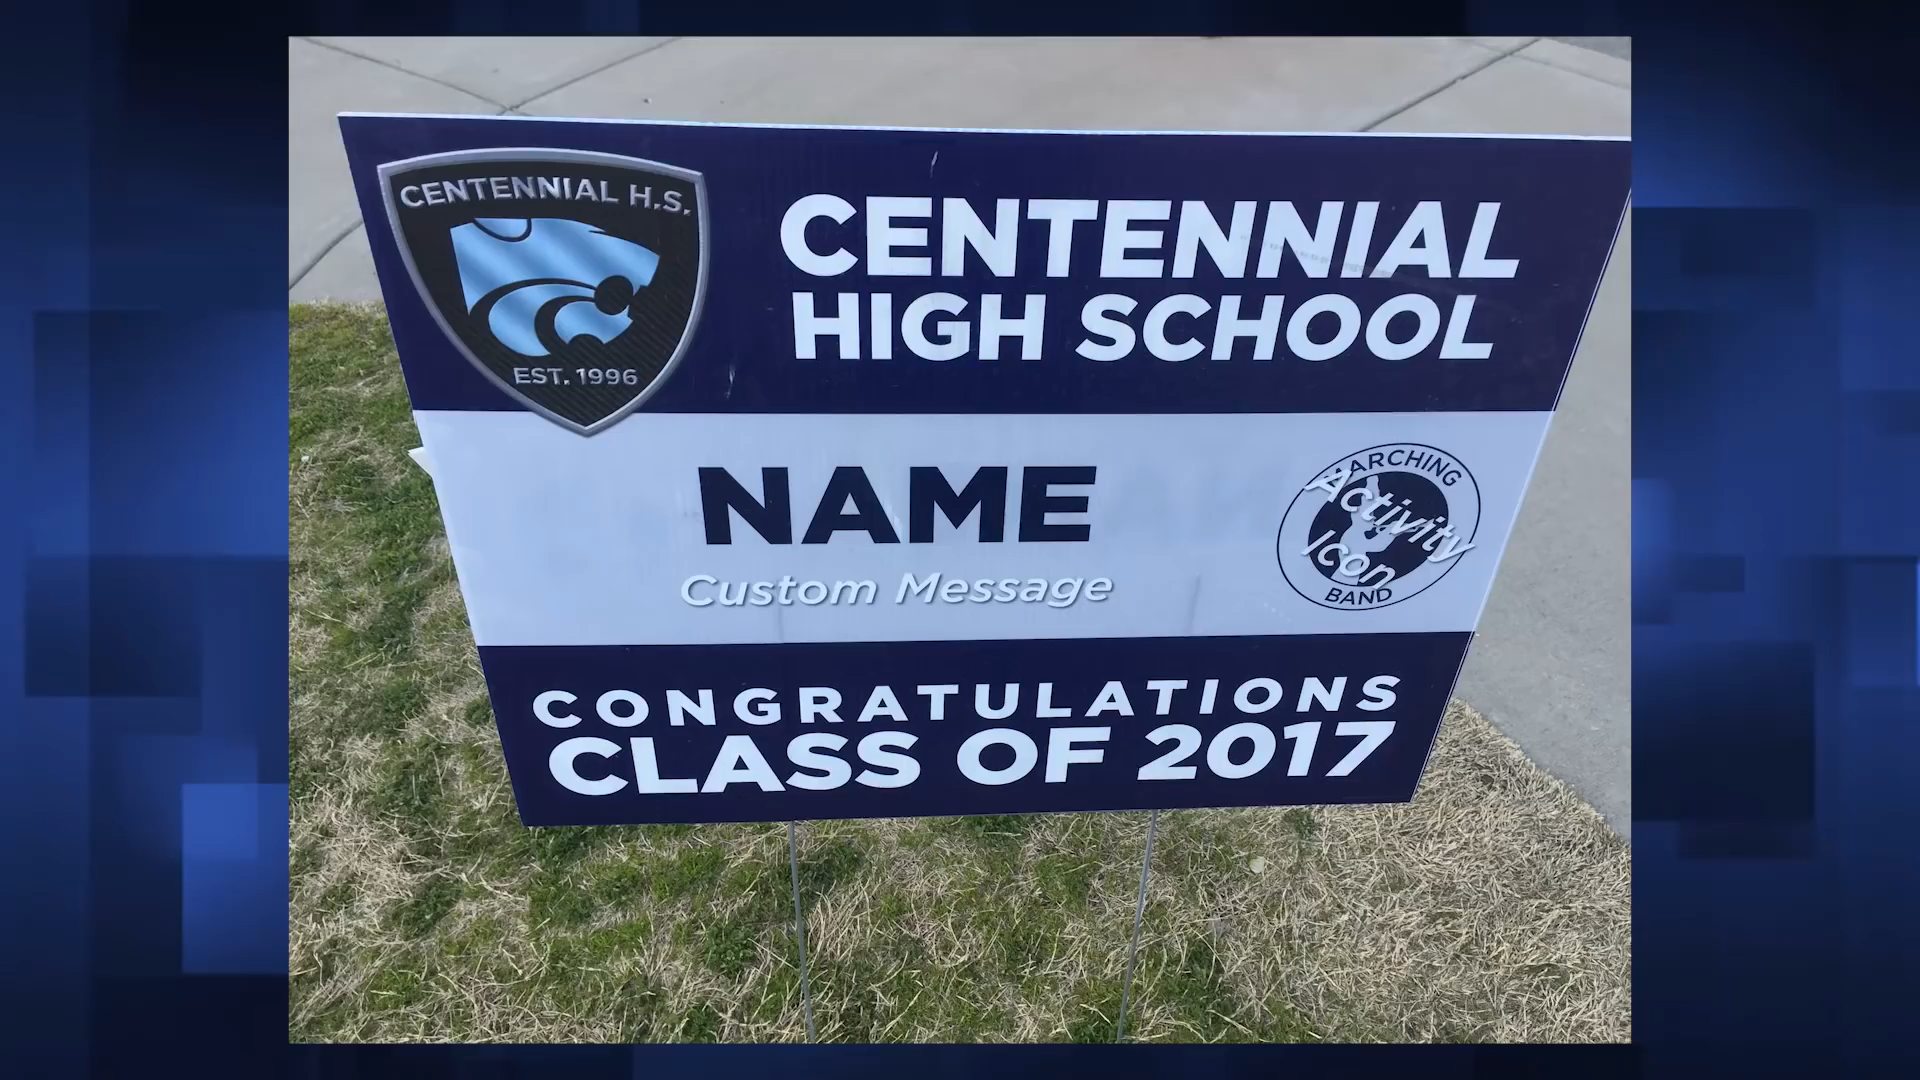 CENTENNIAL H.S.
EST. 1996
CENTENNIAL
HIGH SCHOOL
NAME
Custom Message
MARCHING
Activity
Icon
BAND
CONGRATULATIONS
CLASS OF 2017